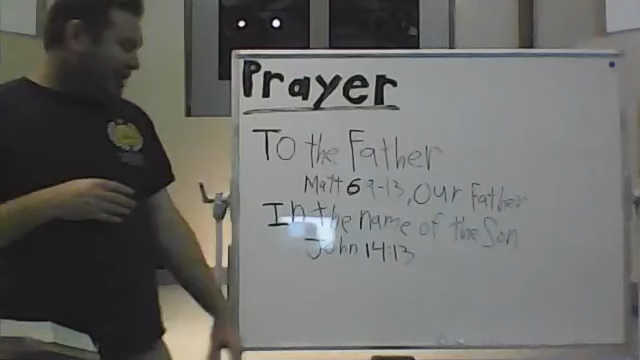 Prayer
To the Father
Matt 6 9-13, Our Father
In the name of the Son
John 14:13